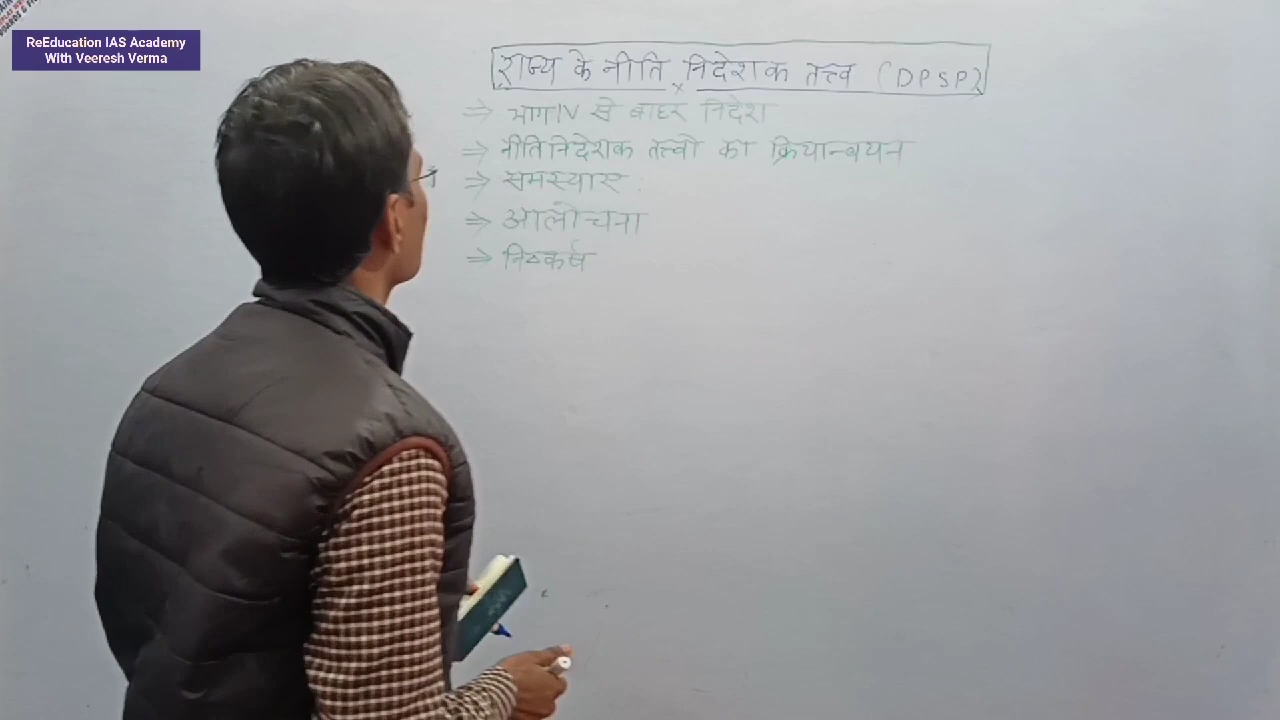 ReEducation IAS Academy
With Veeresh Verma
राज्य के नीति निदेशक तत्त्व (DPSP)
⇒ भाग IV से बाहर निदेश
⇒ नीति निदेशक तत्त्वो का क्रियान्वयन
⇒ समस्याए
⇒ आलोचना
⇒ निष्कर्ष